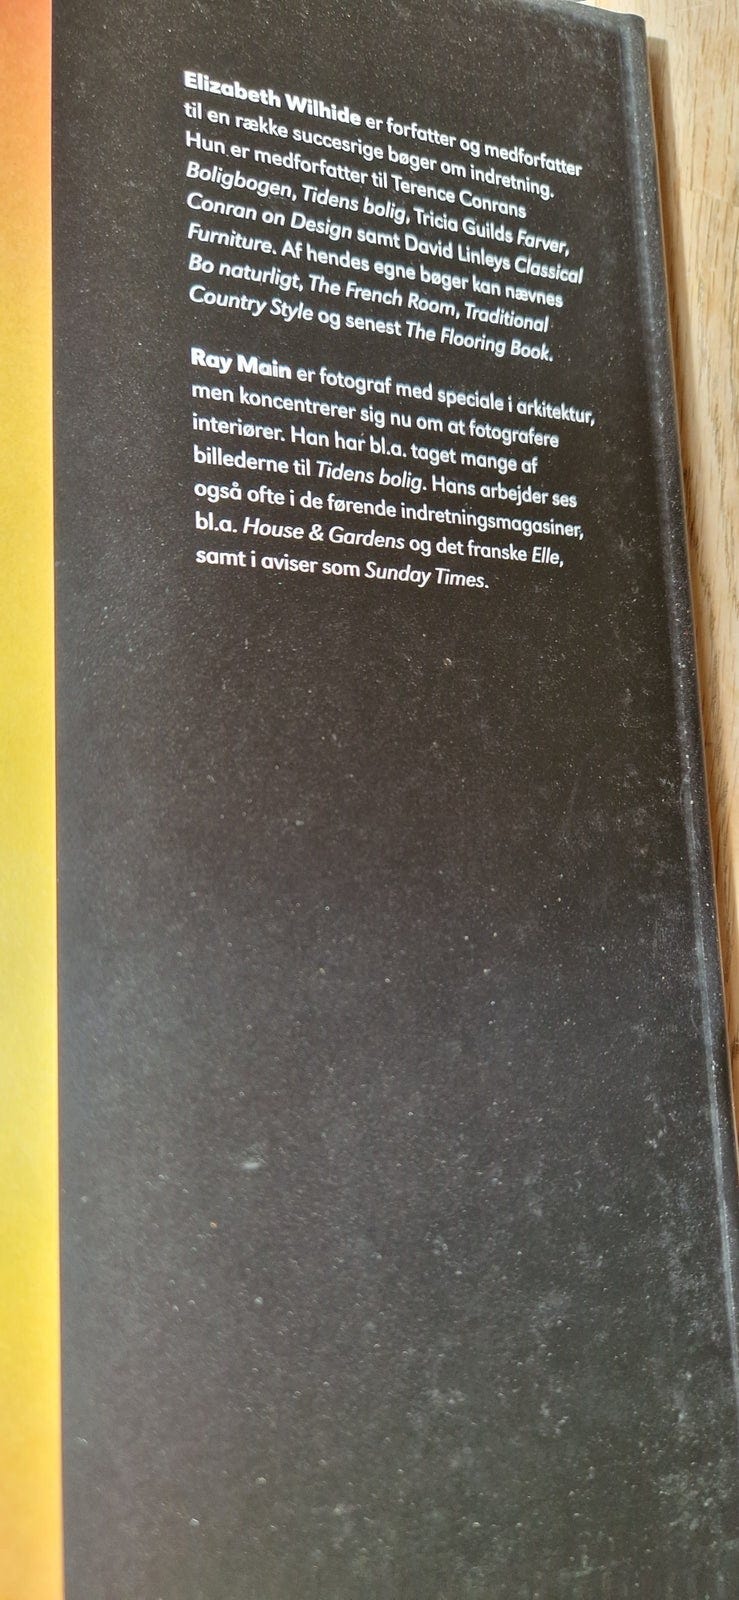 Elizabeth Wilhide er forfatter og medforfatter
til en række succesrige bøger om indretning.
Hun er medforfatter til Terence Conrans
Boligbogen, Tidens bolig, Tricia Guilds Farver,
Conran on Design samt David Linleys Classical
Furniture. Af hendes egne bøger kan nævnes
Bo naturligt, The French Room, Traditional
Country Style og senest The Flooring Book.
Ray Main er fotograf med speciale i arkitektur,
men koncentrerer sig nu om at fotografere
interiører. Han har bl.a. taget mange af
billederne til Tidens bolig. Hans arbejder ses
også ofte i de førende indretningsmagasiner,
bl.a. House & Gardens og det franske Elle,
samt i aviser som Sunday Times.